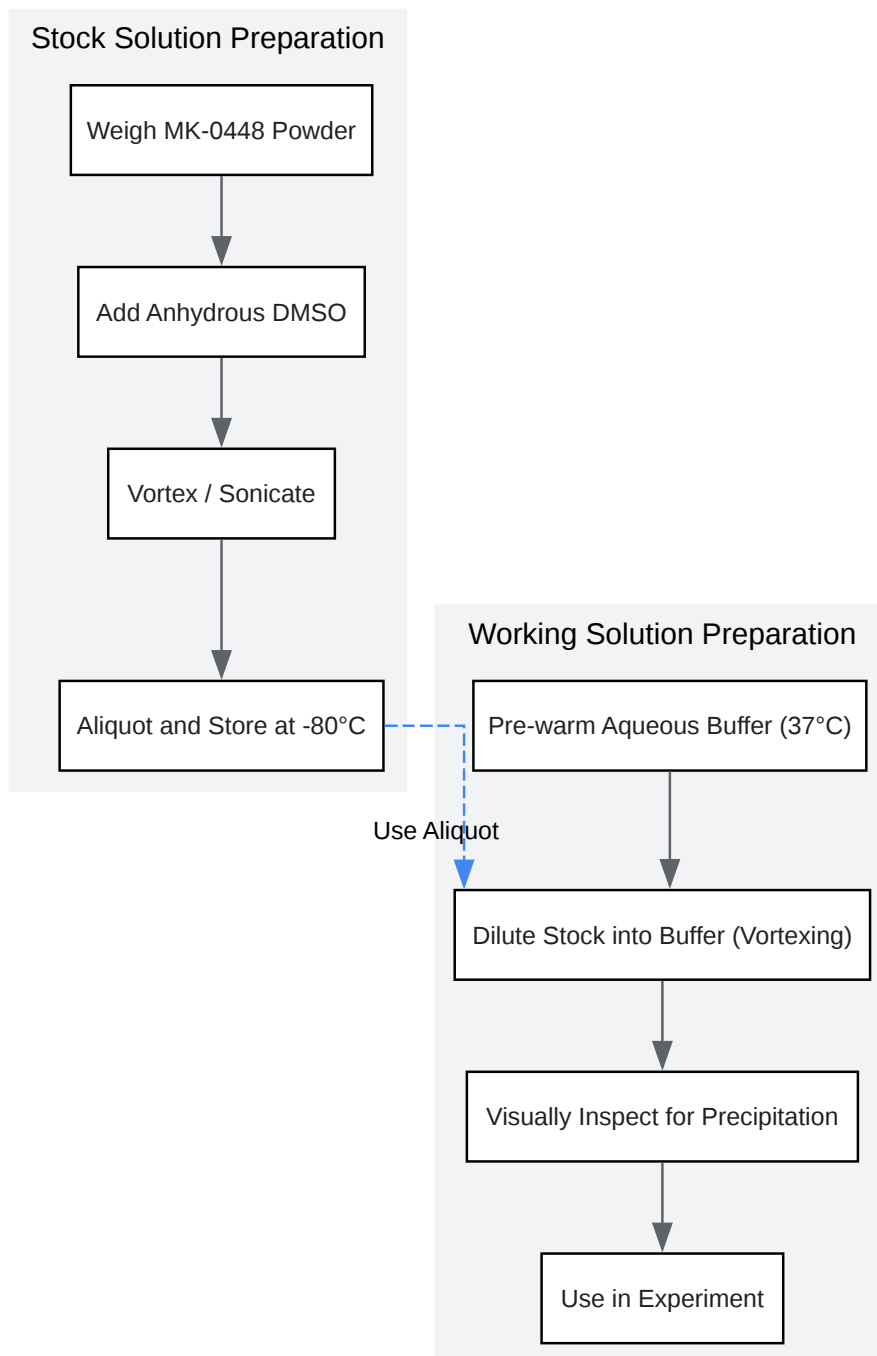 Stock Solution Preparation
Weigh MK-0448 Powder
Add Anhydrous DMSO
Vortex / Sonicate
Aliquot and Store at -80°C
Use Aliquot
Working Solution Preparation
Pre-warm Aqueous Buffer (37°C)
Dilute Stock into Buffer (Vortexing)
Visually Inspect for Precipitation
Use in Experiment